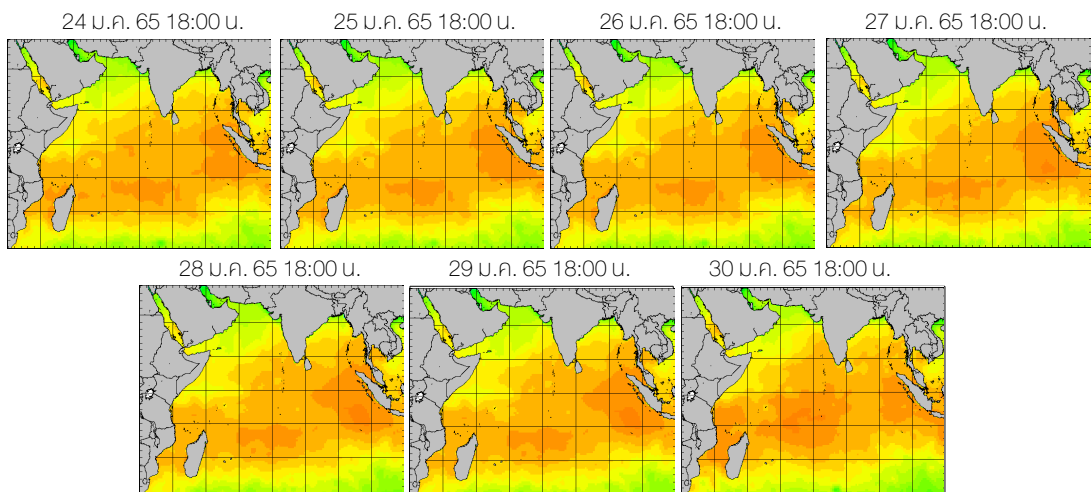 24 ม.ค. 65 18:00 น.
25 ม.ค. 65 18:00 น.
26 ม.ค. 65 18:00 น.
27 ม.ค. 65 18:00 น.
28 ม.ค. 65 18:00 น.
29 ม.ค. 65 18:00 น.
30 ม.ค. 65 18:00 น.